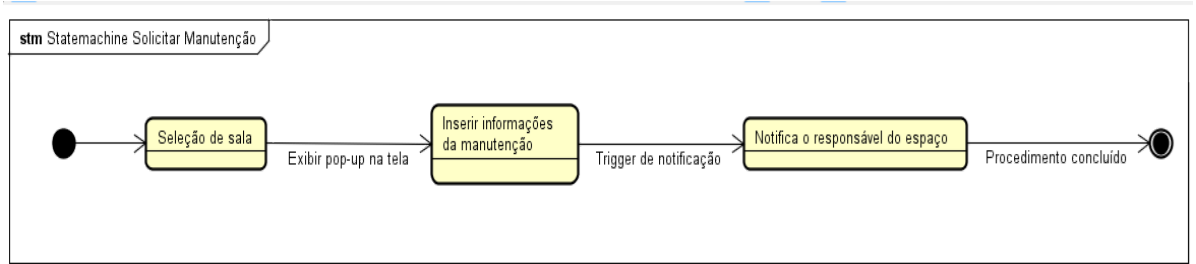 stm Statemachine Solicitar Manutenção
Seleção de sala
Exibir pop-up na tela
Inserir informações
da manutenção
Trigger de notificação
Notifica o responsável do espaço
Procedimento concluído